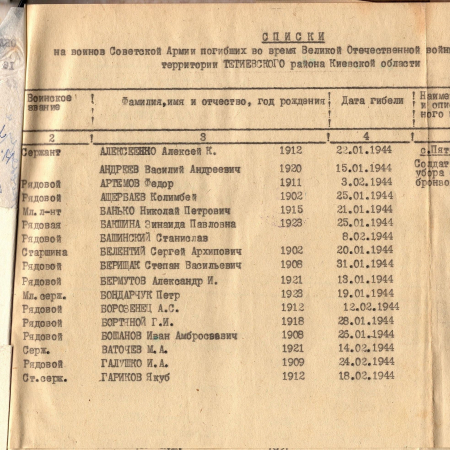 СПИСКИ
на воинов Советской Армии погибших во время Великой Отечественной
территории ТЕТИЕВСКОГО района Киевской области
Воинское звание ! Фамилия,имя и отчество, год рождения! Дата гибели !
2 ! 3 ! 4 !
Сержант АЛЕКСЕЕНКО Алексей К. 1912 22.01.1944
АНДРЕЕВ Василий Андреевич 1920 15.01.1944
Рядовой АРТЕМОВ Федор 1911 3.02.1944
Рядовой АЩЕРБАЕВ Колимбей 1902 25.01.1944
Мл.л-нт БАНЬКО Николай Петрович 1915 21.01.1944
Рядовая БАКШИНА Зинаида Павловна 1923 25.01.1944
Рядовой БАШИНСКИЙ Станислав 8.02.1944
Старшина БЕЛЕНТИЙ Сергей Архипович 1902 20.01.1944
Рядовой БЕРИЩАК Степан Васильевич 1908 31.01.1944
Рядовой БЕРМУТОВ Александр И. 1921 13.01.1944
Мл.серж. БОНДАРЧУК Петр 1923 19.01.1944
Рядовой БОРОЗЕНЕЦ А.С. 1912 12.02.1944
Рядовой БОРТНОЙ Г.И. 1918 28.01.1944
Рядовой БОШАНОВ Иван Амбросаевич 1908 25.01.1944
Серж. ВАТОЧЕВ М.А. 1921 14.02.1944
Рядовой ГАЛУШКО И.А. 1909 24.02.1944
Ст.серж. ГАРИКОВ Якуб 1912 18.02.1944